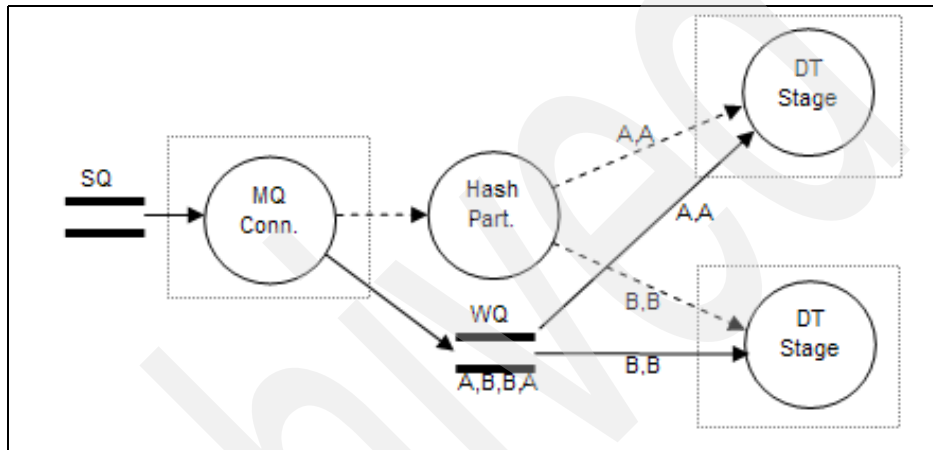 DT
Stage
A,A
SQ
MQ
Conn.
Hash
Part.
A,A
B,B
WQ
DT
Stage
B,B
A,B,B,A